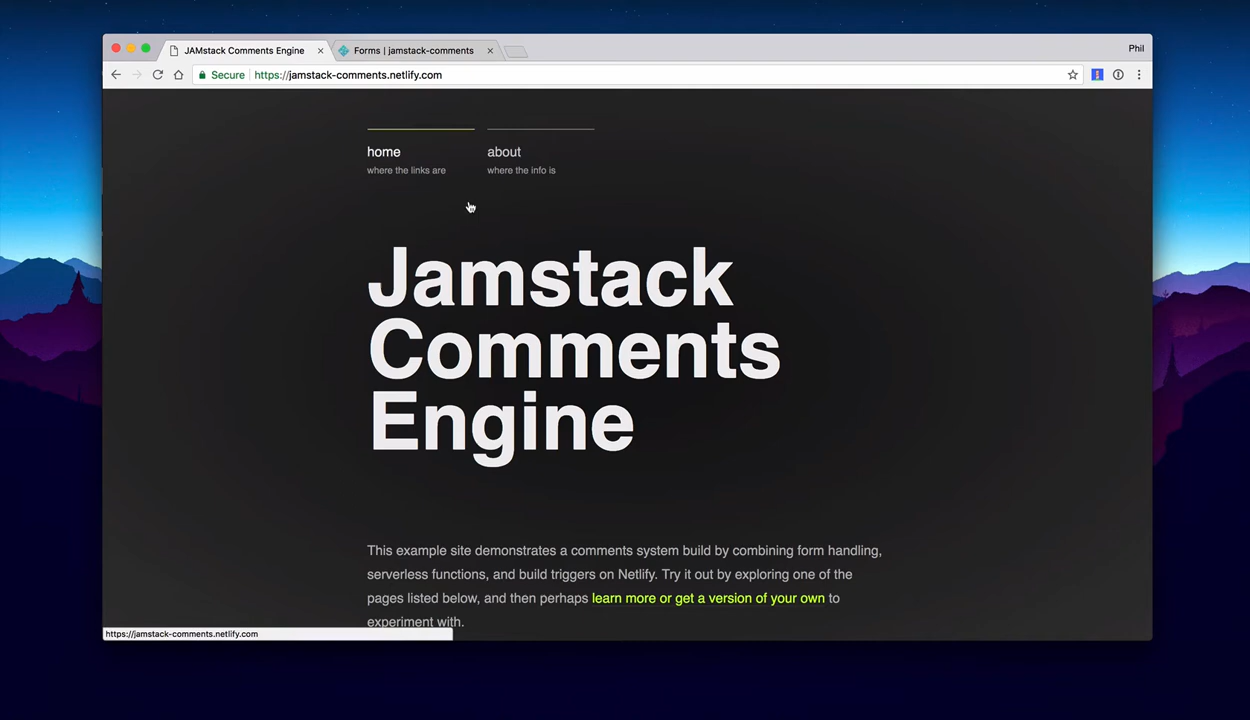 JAMstack Comments Engine
Forms | jamstack-comments
Phil
Secure
https://jamstack-comments.netlify.com
home
about
where the links are
where the info is
Jamstack
Comments
Engine
This example site demonstrates a comments system build by combining form handling,
serverless functions, and build triggers on Netlify. Try it out by exploring one of the
pages listed below, and then perhaps learn more or get a version of your own to
experiment with.
https://jamstack-comments.netlify.com